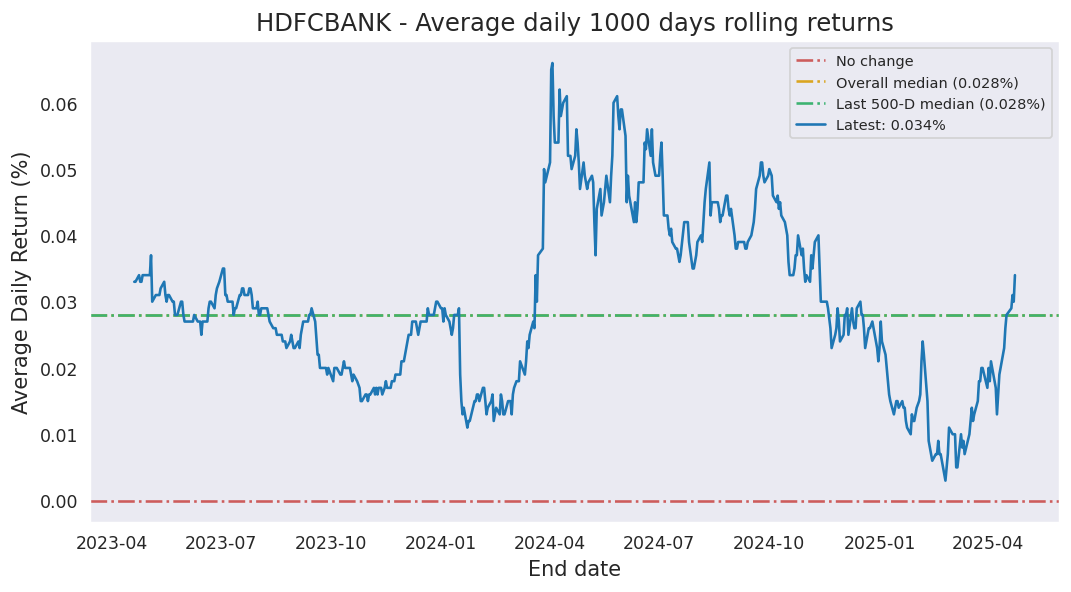 HDFCBANK - Average daily 1000 days rolling returns
No change
Overall median (0.028%)
Last 500-D median (0.028%)
Latest: 0.034%
Average Daily Return (%)
0.06
0.05
0.04
0.03
0.02
0.01
0.00
2023-04 2023-07 2023-10 2024-01 2024-04 2024-07 2024-10 2025-01 2025-04
End date